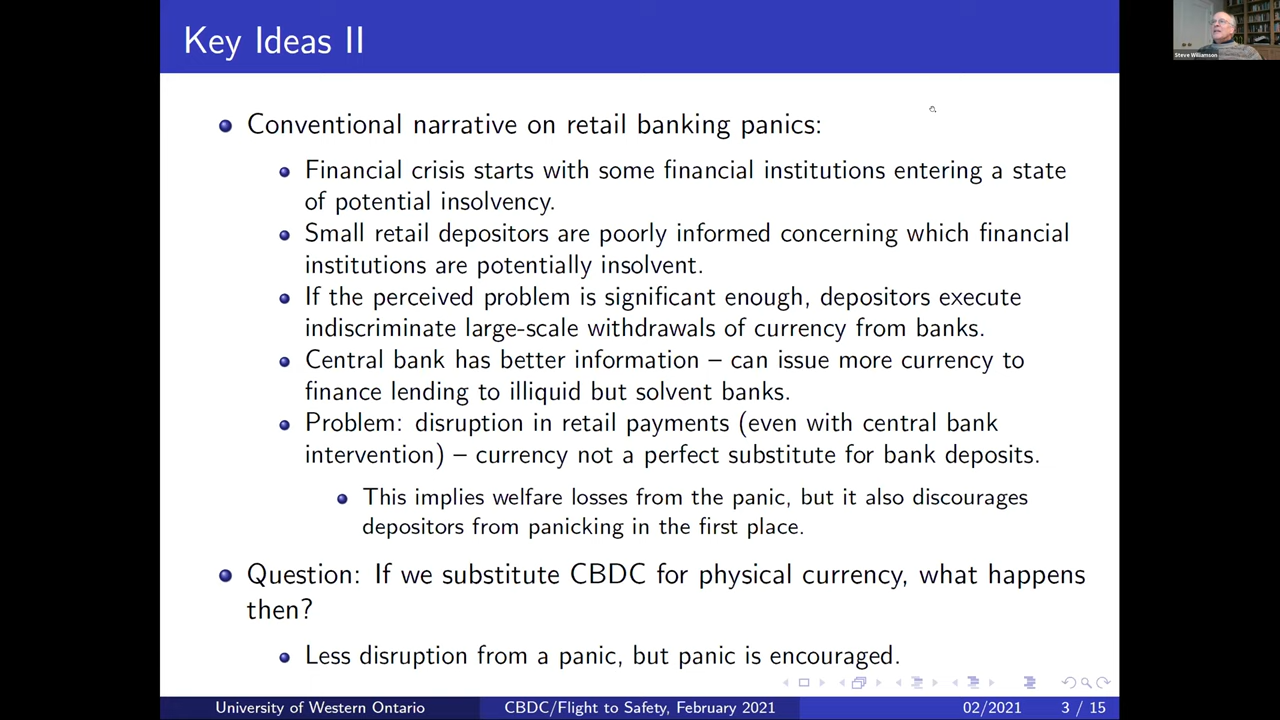 Key Ideas II
Steve Williamson
Conventional narrative on retail banking panics:
Financial crisis starts with some financial institutions entering a state
of potential insolvency.
Small retail depositors are poorly informed concerning which financial
institutions are potentially insolvent.
If the perceived problem is significant enough, depositors execute
indiscriminate large-scale withdrawals of currency from banks.
Central bank has better information – can issue more currency to
finance lending to illiquid but solvent banks.
Problem: disruption in retail payments (even with central bank
intervention) – currency not a perfect substitute for bank deposits.
This implies welfare losses from the panic, but it also discourages
depositors from panicking in the first place.
Question: If we substitute CBDC for physical currency, what happens
then?
Less disruption from a panic, but panic is encouraged.
University of Western Ontario CBDC/Flight to Safety, February 2021 02/2021 3 / 15